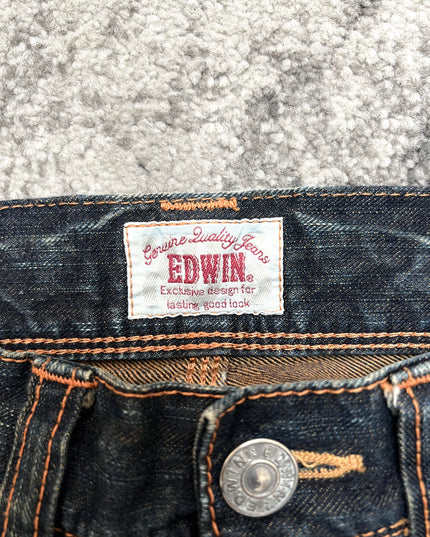 Genuine Quality Jeans
EDWIN®
Exclusive design for
lasting, good look
EDWIN